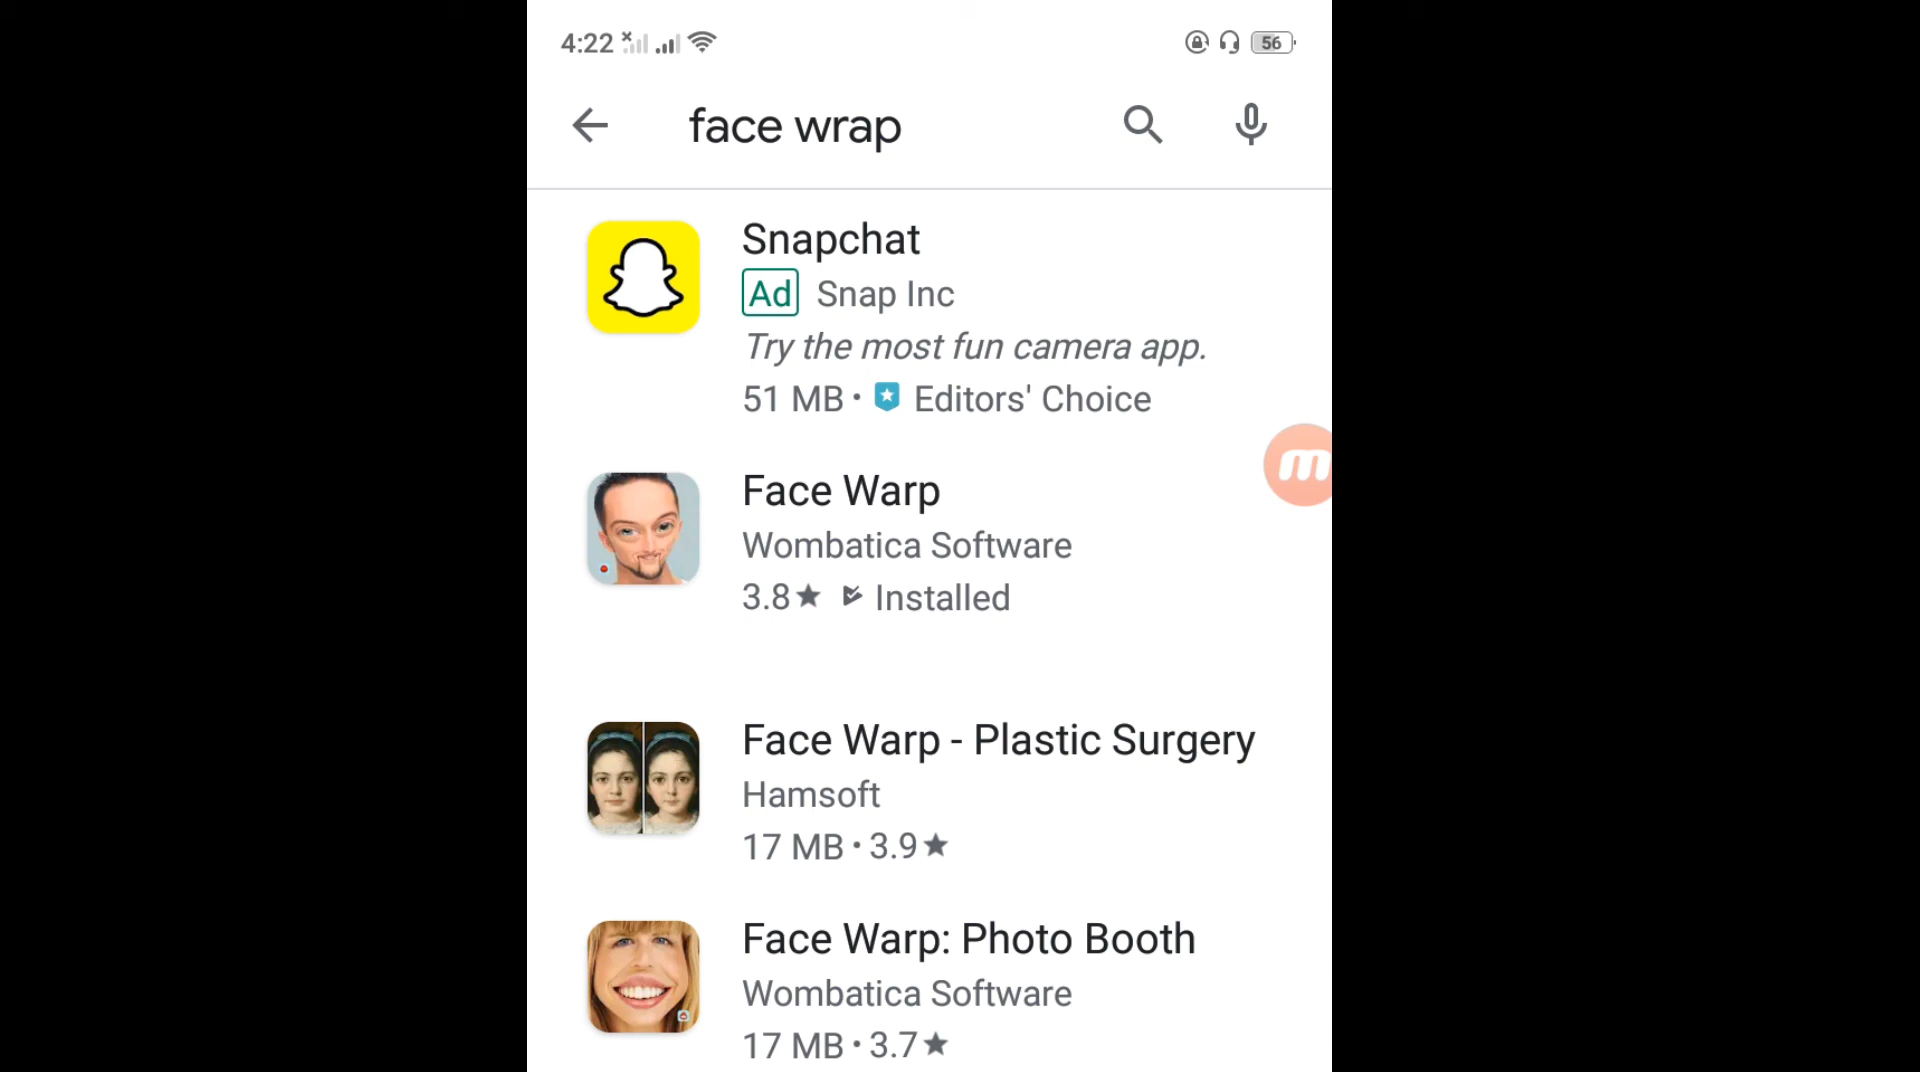 4:22 56
face wrap
Snapchat
Ad Snap Inc
Try the most fun camera app.
51 MB • Editors' Choice
m
Face Warp
Wombatica Software
3.8★ Installed
Face Warp - Plastic Surgery
Hamsoft
17 MB • 3.9★
Face Warp: Photo Booth
Wombatica Software
17 MB • 3.7★